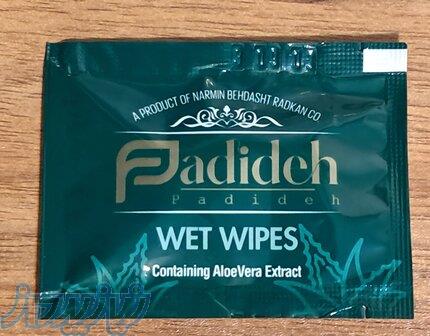 A PRODUCT OF NARMIN BEHDASHT RADKAN CO
Padideh
Padideh
WET WIPES
Containing AloeVera Extract